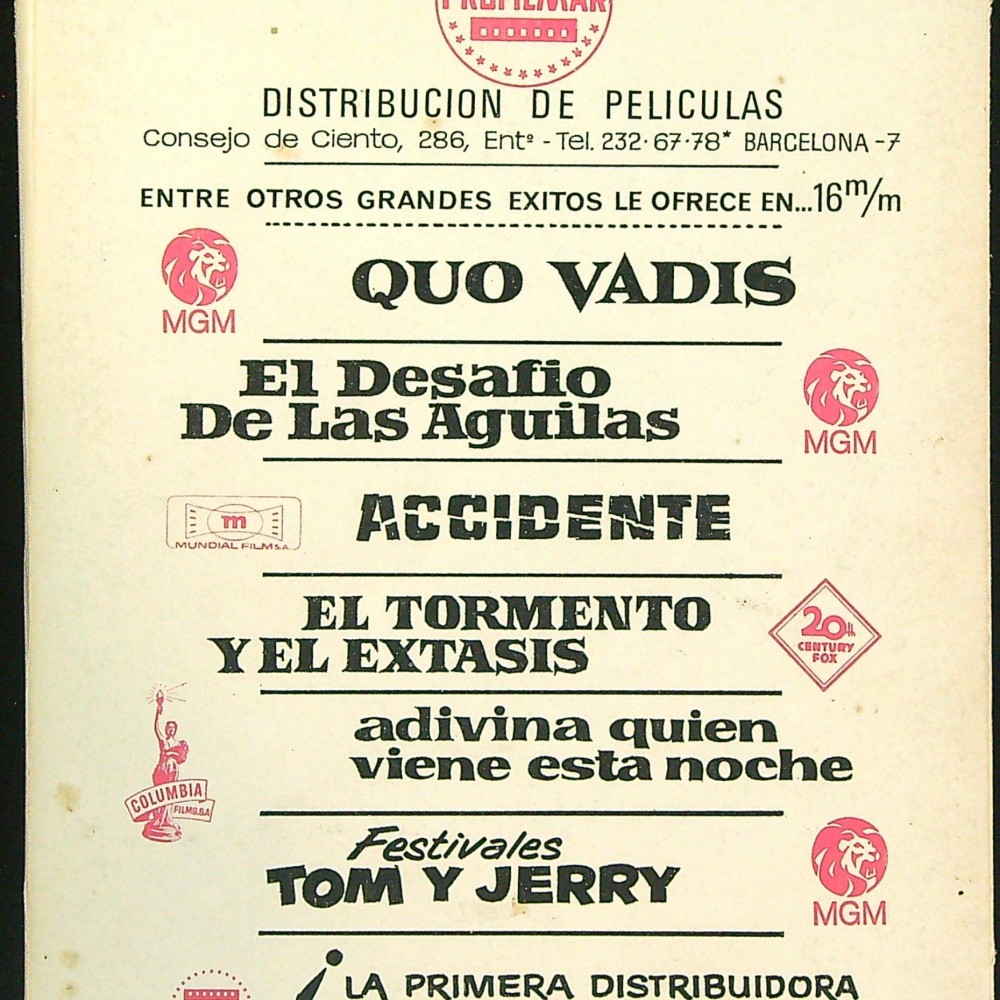 PROFILMAR
DISTRIBUCION DE PELICULAS
Consejo de Ciento, 286, Entº - Tel. 232·67·78* BARCELONA-7
ENTRE OTROS GRANDES EXITOS LE OFRECE EN...16 m/m
MGM
QUO VADIS
El Desafio
De Las Aguilas
MGM
m
MUNDIAL FILM S.A.
ACCIDENTE
EL TORMENTO
Y EL EXTASIS
20th
CENTURY
FOX
adivina quien
viene esta noche
COLUMBIA
FILMS.S.A
Festivales
TOM Y JERRY
MGM
¡LA PRIMERA DISTRIBUIDORA